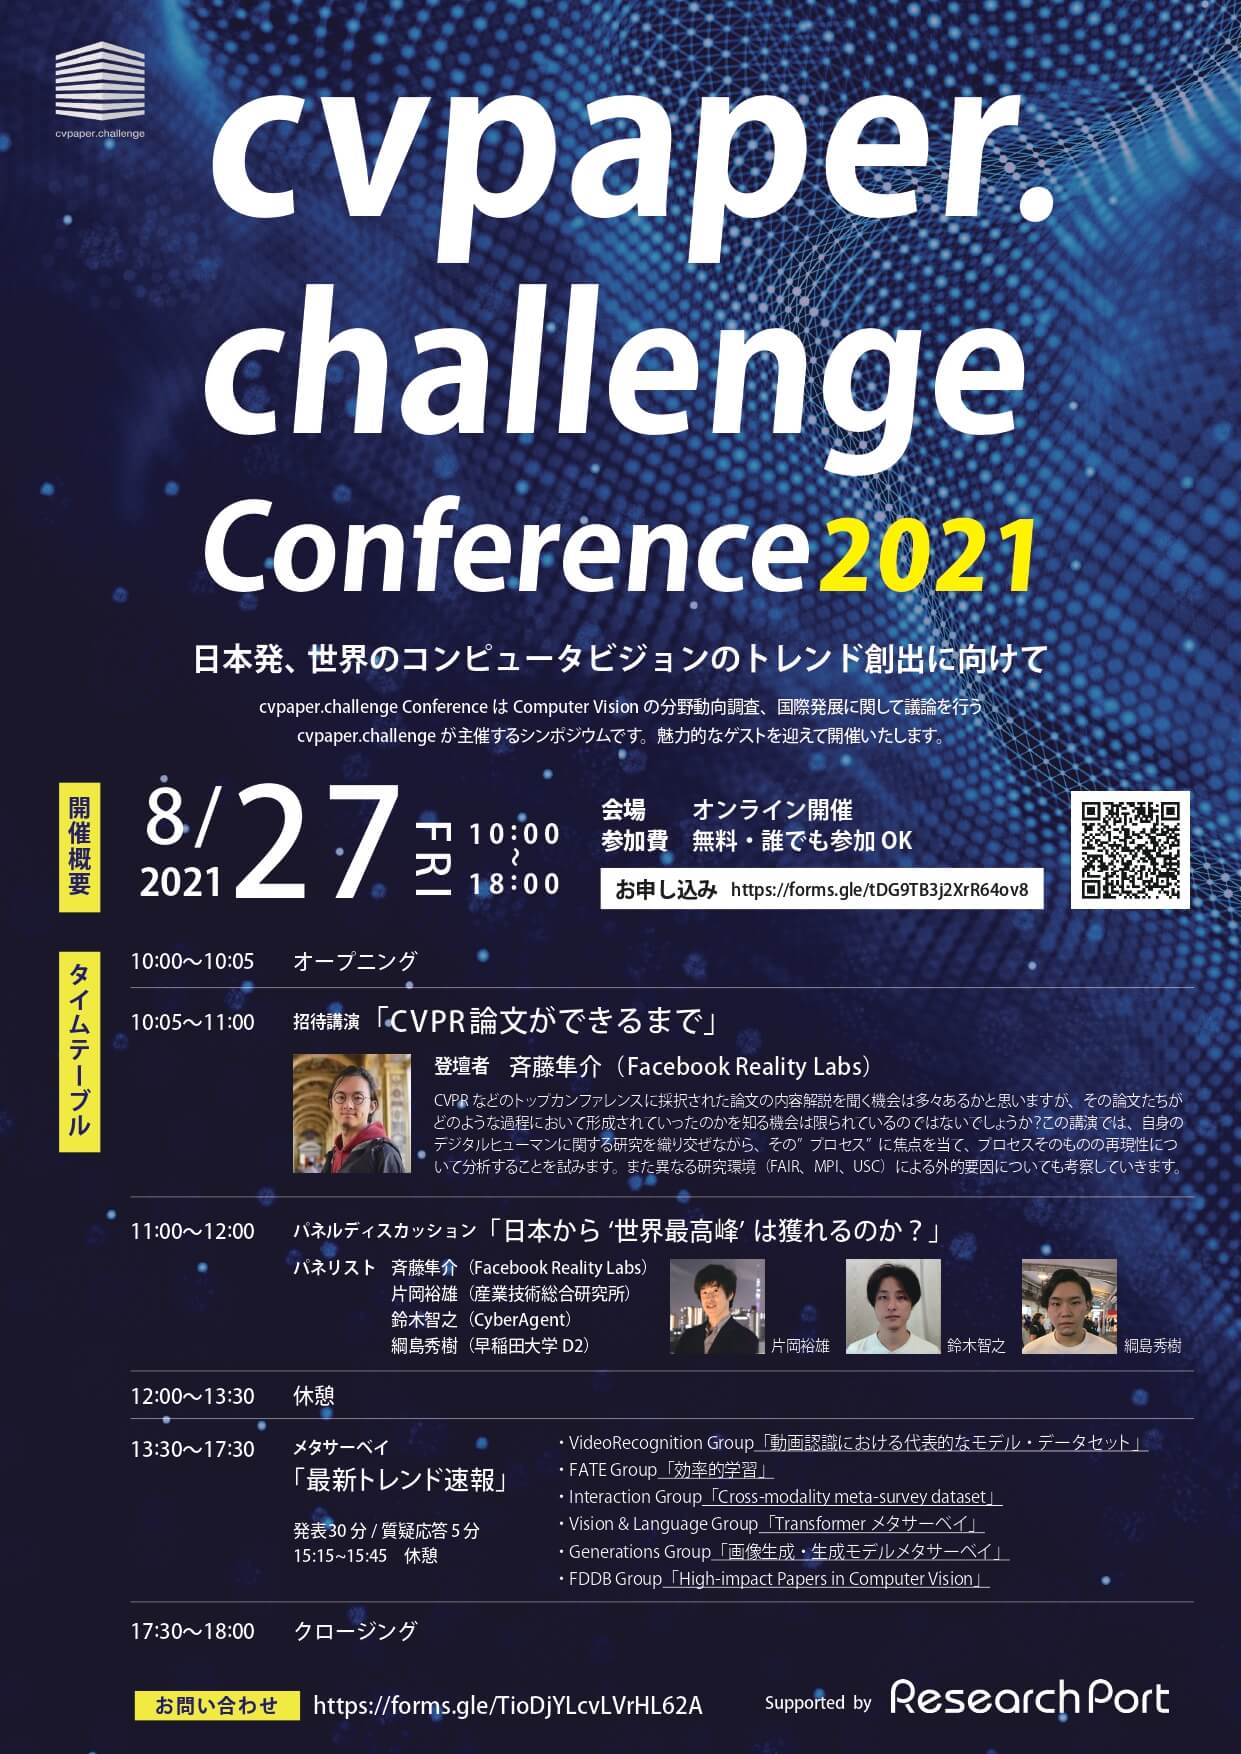 cvpaper.challenge
cvpaper.
challenge
Conference2021
日本発、世界のコンピュータビジョンのトレンド創出に向けて
cvpaper.challenge Conference は Computer Vision の分野動向調査、国際発展に関して議論を行う
cvpaper.challenge が主催するシンポジウムです。魅力的なゲストを迎えて開催いたします。
開催概要
8/27 FRI 10:00
2021 〜 18:00
会場 オンライン開催
参加費 無料・誰でも参加 OK
お申し込み https://forms.gle/tDG9TB3j2XrR64ov8
タイムテーブル
10:00〜10:05 オープニング
10:05〜11:00 招待講演「CVPR論文ができるまで」
登壇者 斉藤隼介（Facebook Reality Labs）
CVPR などのトップカンファレンスに採択された論文の内容解説を聞く機会は多々あるかと思いますが、その論文たちが
どのような過程において形成されていったのかを知る機会は限られているのではないでしょうか?この講演では、自身の
デジタルヒューマンに関する研究を織り交ぜながら、その”プロセス”に焦点を当て、プロセスそのものの再現性につ
いて分析することを試みます。また異なる研究環境（FAIR、MPI、USC）による外的要因についても考察していきます。
11:00〜12:00 パネルディスカッション「日本から ‘世界最高峰’ は獲れるのか？」
パネリスト 斉藤隼介（Facebook Reality Labs）
片岡裕雄（産業技術総合研究所）
鈴木智之（CyberAgent）
綱島秀樹（早稲田大学 D2）
片岡裕雄 鈴木智之 綱島秀樹
12:00〜13:30 休憩
13:30〜17:30 メタサーベイ
「最新トレンド速報」
発表30 分 / 質疑応答 5 分
15:15~15:45 休憩
・VideoRecognition Group「動画認識における代表的なモデル・データセット」
・FATE Group「効率的学習」
・Interaction Group「Cross-modality meta-survey dataset」
・Vision & Language Group「Transformer メタサーベイ」
・Generations Group「画像生成・生成モデルメタサーベイ」
・FDDB Group「High-impact Papers in Computer Vision」
17:30〜18:00 クロージング
お問い合わせ https://forms.gle/TioDjYLcvLVrHL62A
Supported by ResearchPort